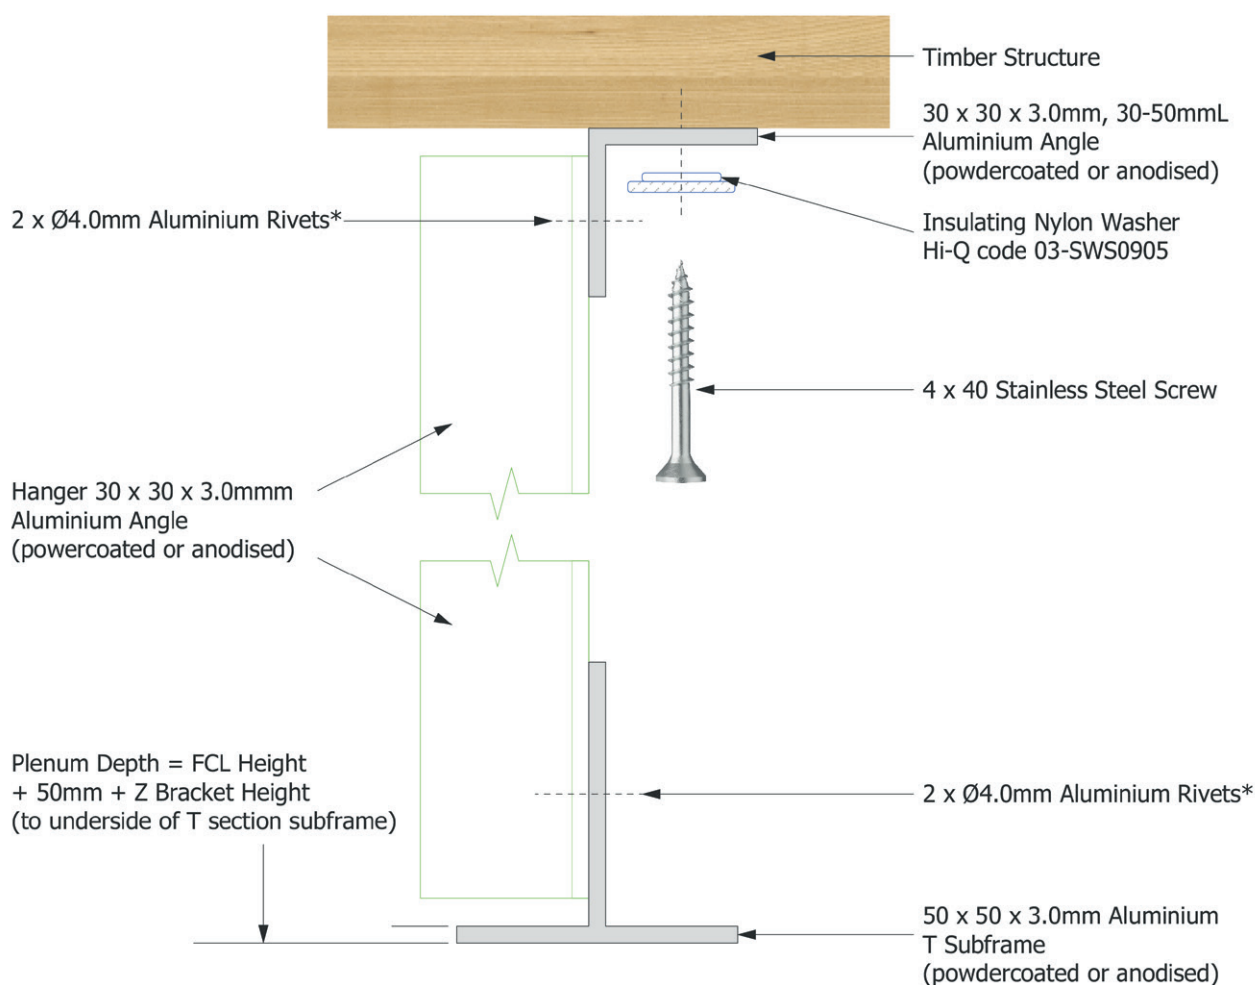 Timber Structure
30 x 30 x 3.0mm, 30-50mmL
Aluminium Angle
(powdercoated or anodised)
2 x Ø4.0mm Aluminium Rivets*
Insulating Nylon Washer
Hi-Q code 03-SWS0905
4 x 40 Stainless Steel Screw
Hanger 30 x 30 x 3.0mmm
Aluminium Angle
(powercoated or anodised)
Plenum Depth = FCL Height
+ 50mm + Z Bracket Height
(to underside of T section subframe)
2 x Ø4.0mm Aluminium Rivets*
50 x 50 x 3.0mm Aluminium
T Subframe
(powdercoated or anodised)